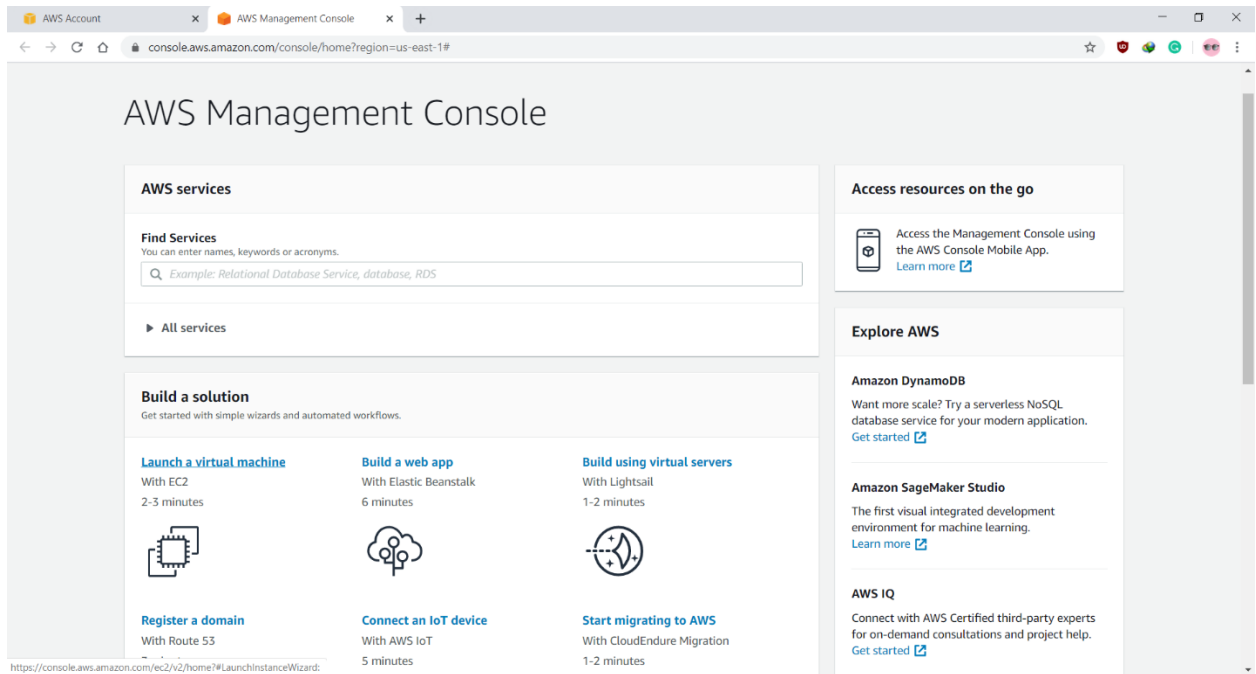 AWS Account
AWS Management Console
console.aws.amazon.com/console/home?region=us-east-1#
AWS Management Console
AWS services
Find Services
You can enter names, keywords or acronyms.
Example: Relational Database Service, database, RDS
All services
Build a solution
Get started with simple wizards and automated workflows.
Launch a virtual machine
With EC2
2-3 minutes
Build a web app
With Elastic Beanstalk
6 minutes
Build using virtual servers
With Lightsail
1-2 minutes
Register a domain
With Route 53
Connect an IoT device
With AWS IoT
5 minutes
Start migrating to AWS
With CloudEndure Migration
1-2 minutes
Access resources on the go
Access the Management Console using
the AWS Console Mobile App.
Learn more
Explore AWS
Amazon DynamoDB
Want more scale? Try a serverless NoSQL
database service for your modern application.
Get started
Amazon SageMaker Studio
The first visual integrated development
environment for machine learning.
Learn more
AWS IQ
Connect with AWS Certified third-party experts
for on-demand consultations and project help.
Get started
https://console.aws.amazon.com/ec2/v2/home?#LaunchInstanceWizard: